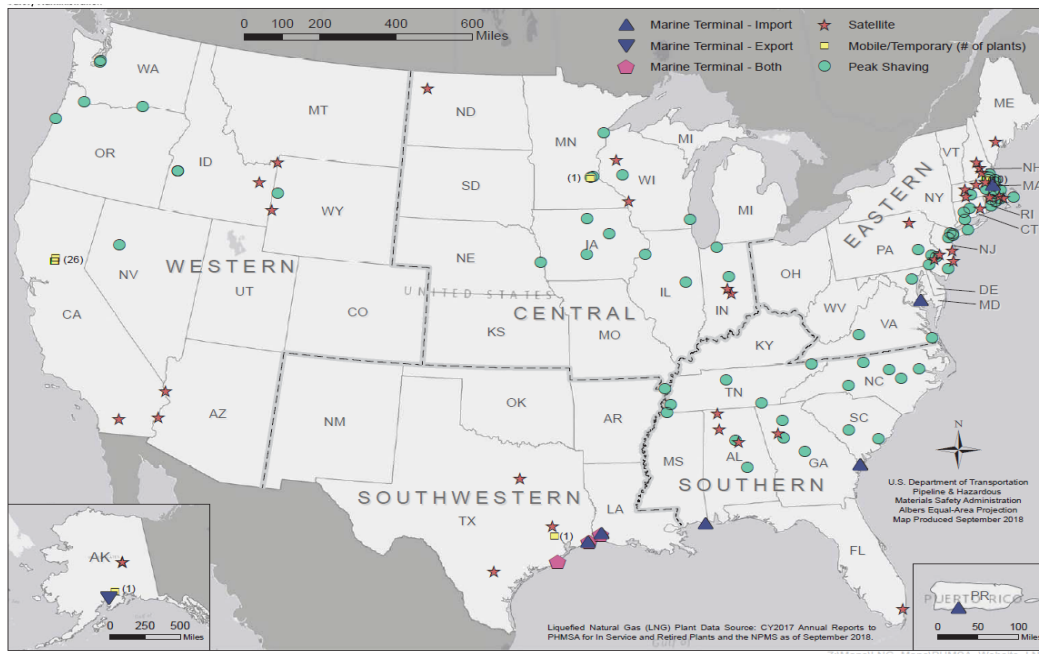 0 100 200 400 600
Miles
Marine Terminal - Import
Marine Terminal - Export
Marine Terminal - Both
Satellite
Mobile/Temporary (# of plants)
Peak Shaving
WA
MT
ND
MN
MI
ME
VT
NH
OR
ID
WY
SD
(1)
WI
MI
NY
MA
RI
CT
EASTERN
NV
(26)
WESTERN
UT
CO
NE
IA
IL
IN
OH
PA
NJ
DE
MD
UNITED STATES
CENTRAL
CA
KS
MO
WV
VA
KY
AZ
NM
OK
AR
TN
NC
SC
MS
AL
GA
SOUTHWESTERN
SOUTHERN
TX
LA
(1)
FL
N
U.S. Department of Transportation
Pipeline & Hazardous
Materials Safety Administration
Albers Equal-Area Projection
Map Produced September 2018
AK
(1)
0 250 500
Miles
PR
PUERTO RICO
0 50 100
Miles
Liquefied Natural Gas (LNG) Plant Data Source: CY2017 Annual Reports to
PHMSA for In Service and Retired Plants and the NPMS as of September 2018.